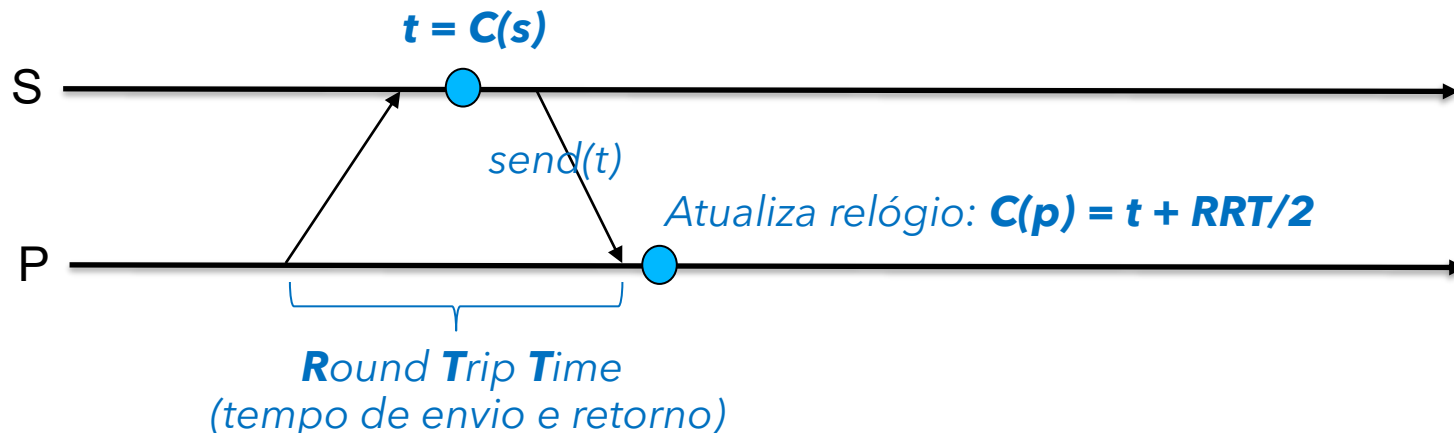 t = C(s)
S
send(t)
Atualiza relógio: C(p) = t + RRT/2
P
Round Trip Time
(tempo de envio e retorno)